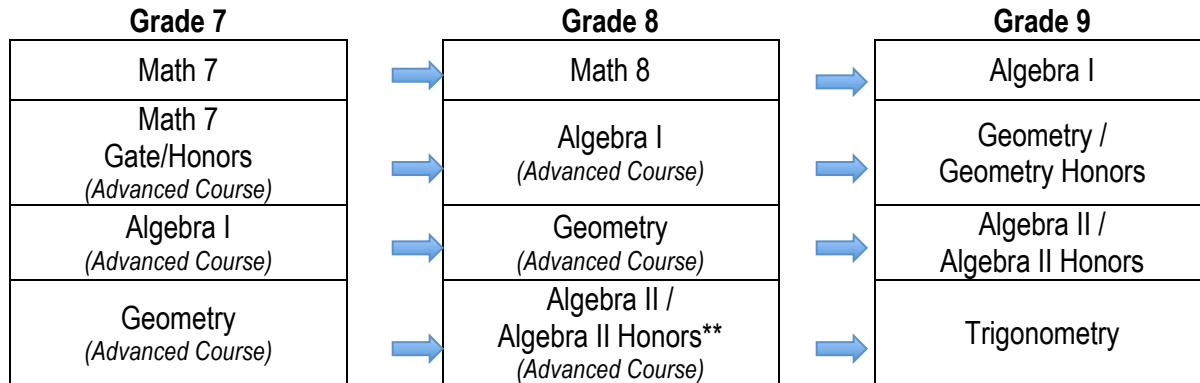 Grade 7 Grade 8 Grade 9
Math 7 Math 8 Algebra I
Math 7
Gate/Honors
(Advanced Course)
Algebra I
(Advanced Course)
Geometry /
Geometry Honors
Algebra I
(Advanced Course)
Geometry
(Advanced Course)
Algebra II /
Algebra II Honors
Geometry
(Advanced Course)
Algebra II /
Algebra II Honors**
(Advanced Course)
Trigonometry